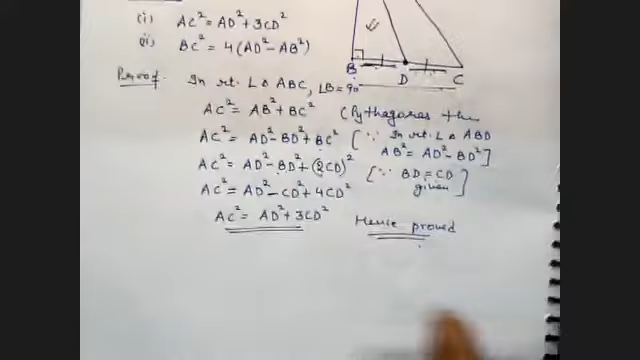 (i) AC² = AD² + 3CD²
(ii) BC² = 4(AD² - AB²)
B D C
Proof. In rt. L Δ ABC, ∠B = 90°
AC² = AB² + BC² (Pythagoras the
AC² = AD² - BD² + BC² [∵ In rt. L Δ ABD
AB² = AD² - BD²]
AC² = AD² - BD² + (2CD)²
[∵ BD = CD
given]
AC² = AD² - CD² + 4CD²
AC² = AD² + 3CD² Hence proved